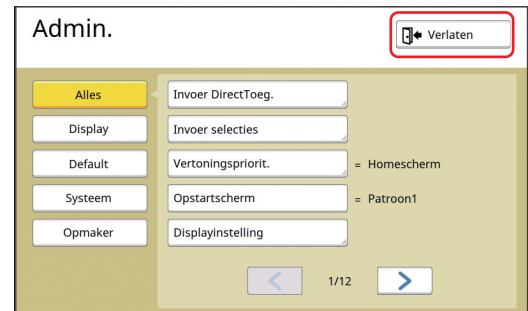 Admin.
Verlaten
Alles
Invoer DirectToeg.
Display
Invoer selecties
Default
Vertoningspriorit.
= Homescherm
Systeem
Opstartscherm
= Patroon1
Opmaker
Displayinstelling
1/12